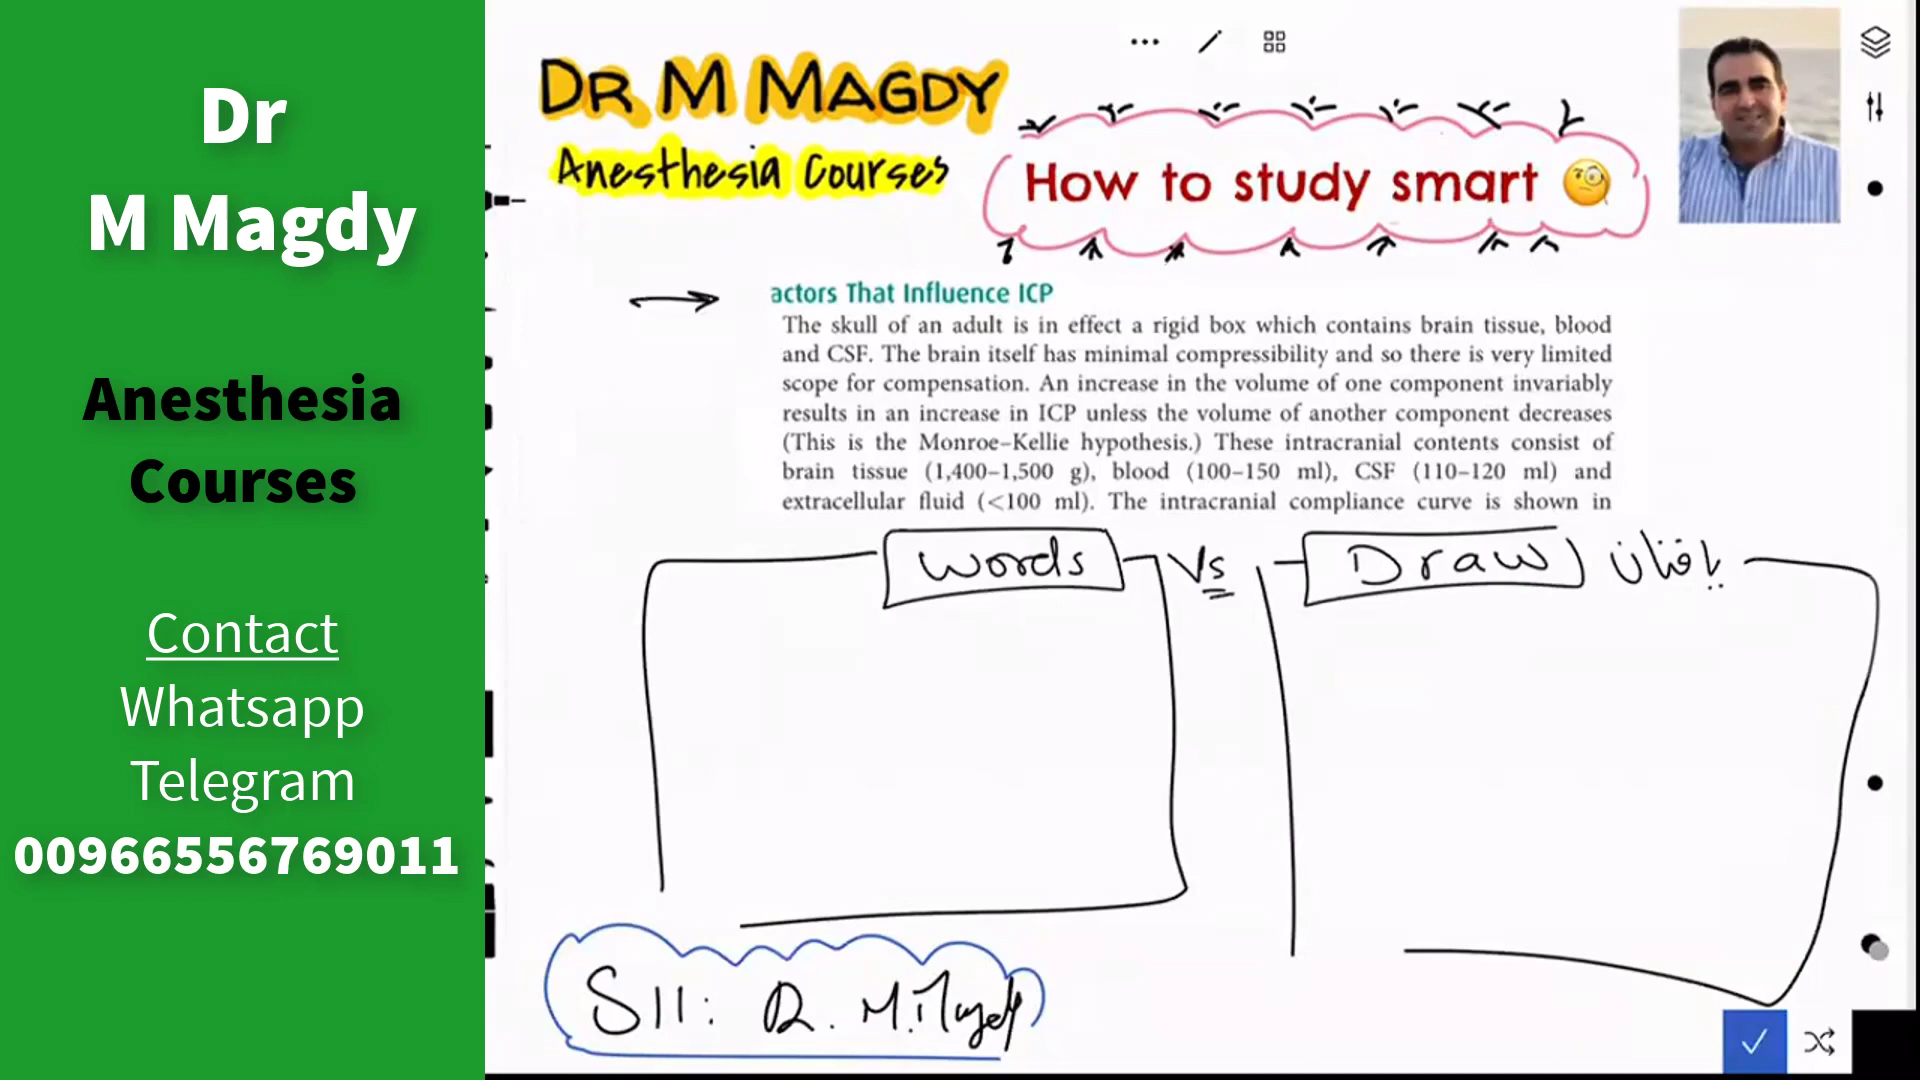 Dr
M Magdy
Anesthesia
Courses
Contact
Whatsapp
Telegram
00966556769011
DR M MAGDY
Anesthesia Courses
How to study smart
actors That Influence ICP
The skull of an adult is in effect a rigid box which contains brain tissue, blood
and CSF. The brain itself has minimal compressibility and so there is very limited
scope for compensation. An increase in the volume of one component invariably
results in an increase in ICP unless the volume of another component decreases
(This is the Monroe–Kellie hypothesis.) These intracranial contents consist of
brain tissue (1,400–1,500 g), blood (100–150 ml), CSF (110–120 ml) and
extracellular fluid (<100 ml). The intracranial compliance curve is shown in
Words Vs Draw يا فنان